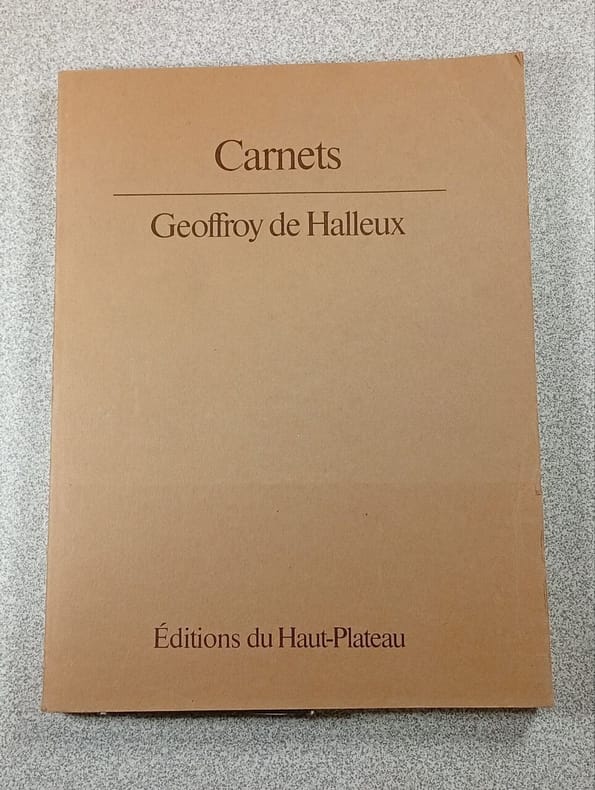 Carnets
Geoffroy de Halleux
Éditions du Haut-Plateau